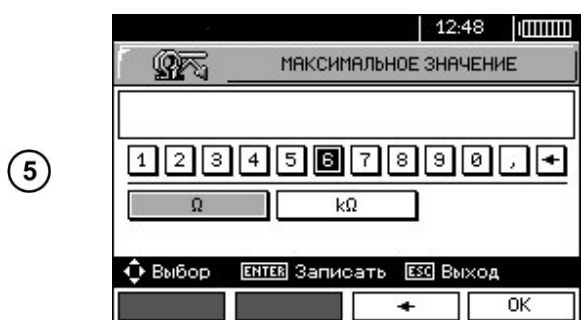 12:48
МАКСИМАЛЬНОЕ ЗНАЧЕНИЕ
5
1 2 3 4 5 6 7 8 9 0 , ←
Ω kΩ
Выбор ENTER Записать ESC Выход
← OK